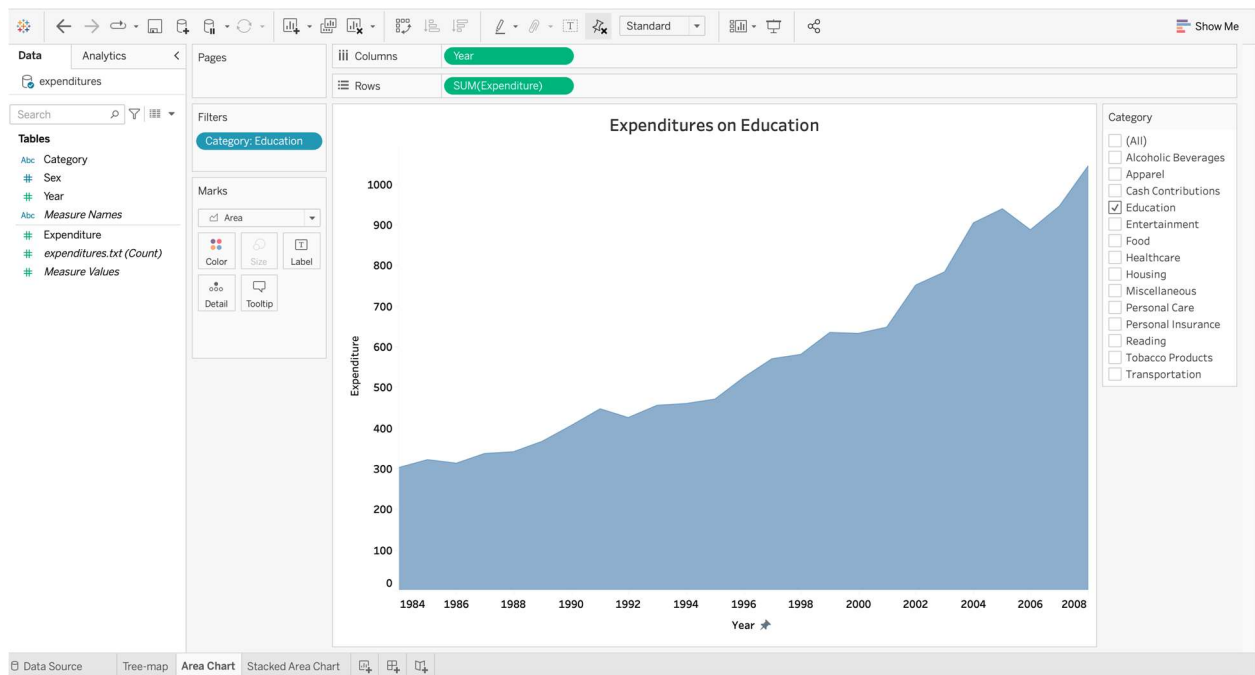 Standard
Show Me
Data
Analytics
expenditures
Search
Tables
Abc Category
# Sex
# Year
Abc Measure Names
# Expenditure
# expenditures.txt (Count)
# Measure Values
Pages
Filters
Category: Education
Marks
Area
Color
Size
T
Label
Detail
Tooltip
Columns
Year
Rows
SUM(Expenditure)
Expenditures on Education
Expenditure
1000
900
800
700
600
500
400
300
200
100
0
1984 1986 1988 1990 1992 1994 1996 1998 2000 2002 2004 2006 2008
Year
Category
(All)
Alcoholic Beverages
Apparel
Cash Contributions
Education
Entertainment
Food
Healthcare
Housing
Miscellaneous
Personal Care
Personal Insurance
Reading
Tobacco Products
Transportation
Data Source Tree-map Area Chart Stacked Area Chart